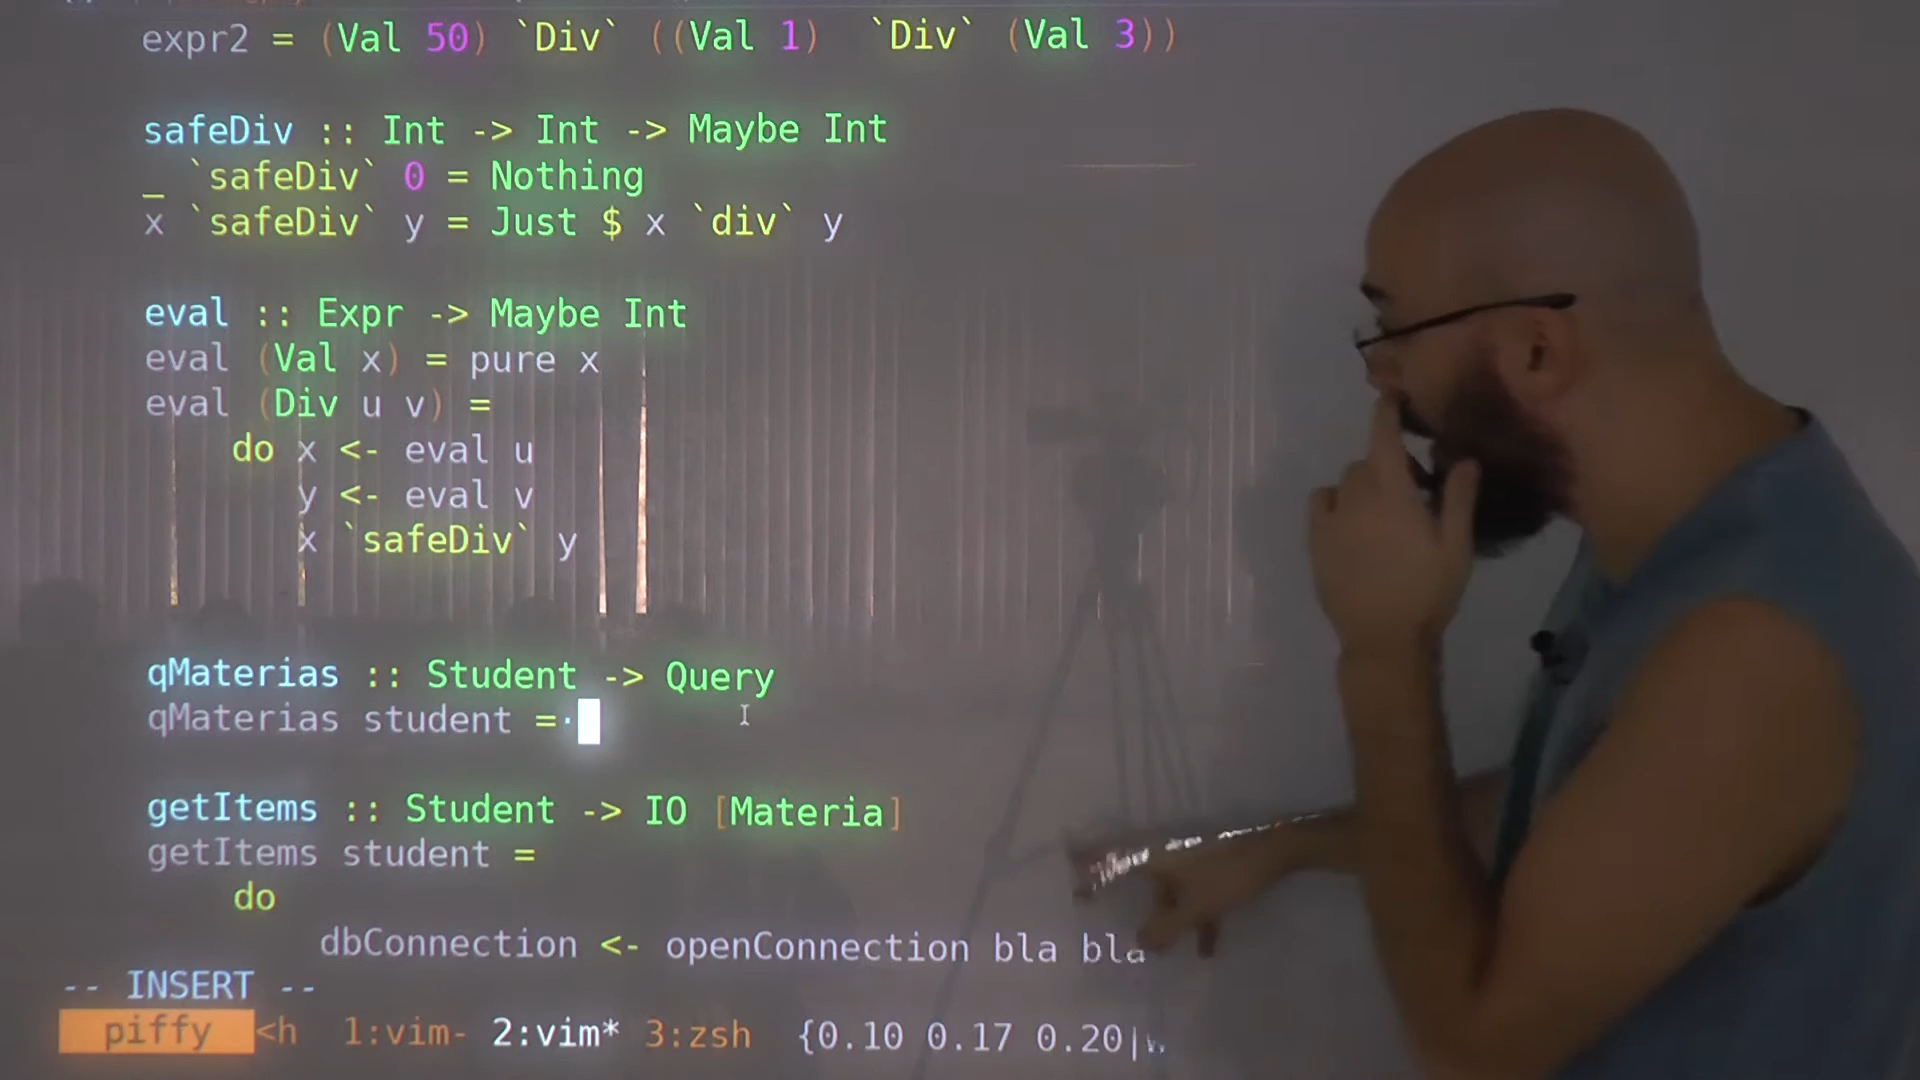 expr2 = (Val 50) `Div` ((Val 1) `Div` (Val 3))
safeDiv :: Int -> Int -> Maybe Int
_ `safeDiv` 0 = Nothing
x `safeDiv` y = Just $ x `div` y
eval :: Expr -> Maybe Int
eval (Val x) = pure x
eval (Div u v) =
do x <- eval u
y <- eval v
x `safeDiv` y
qMaterias :: Student -> Query
qMaterias student =·
getItems :: Student -> IO [Materia]
getItems student =
do
dbConnection <- openConnection bla bla
-- INSERT --
piffy <h 1:vim- 2:vim* 3:zsh {0.10 0.17 0.20|